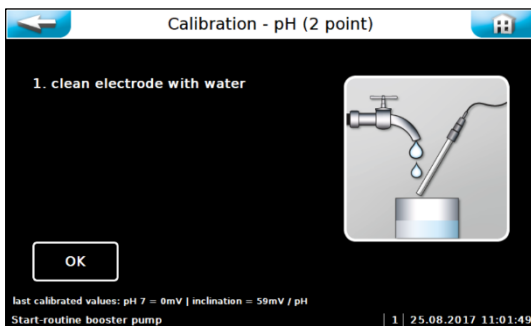 Calibration - pH (2 point)
1. clean electrode with water
OK
last calibrated values: pH 7 = 0mV | inclination = 59mV / pH
Start-routine booster pump | 1 | 25.08.2017 11:01:49